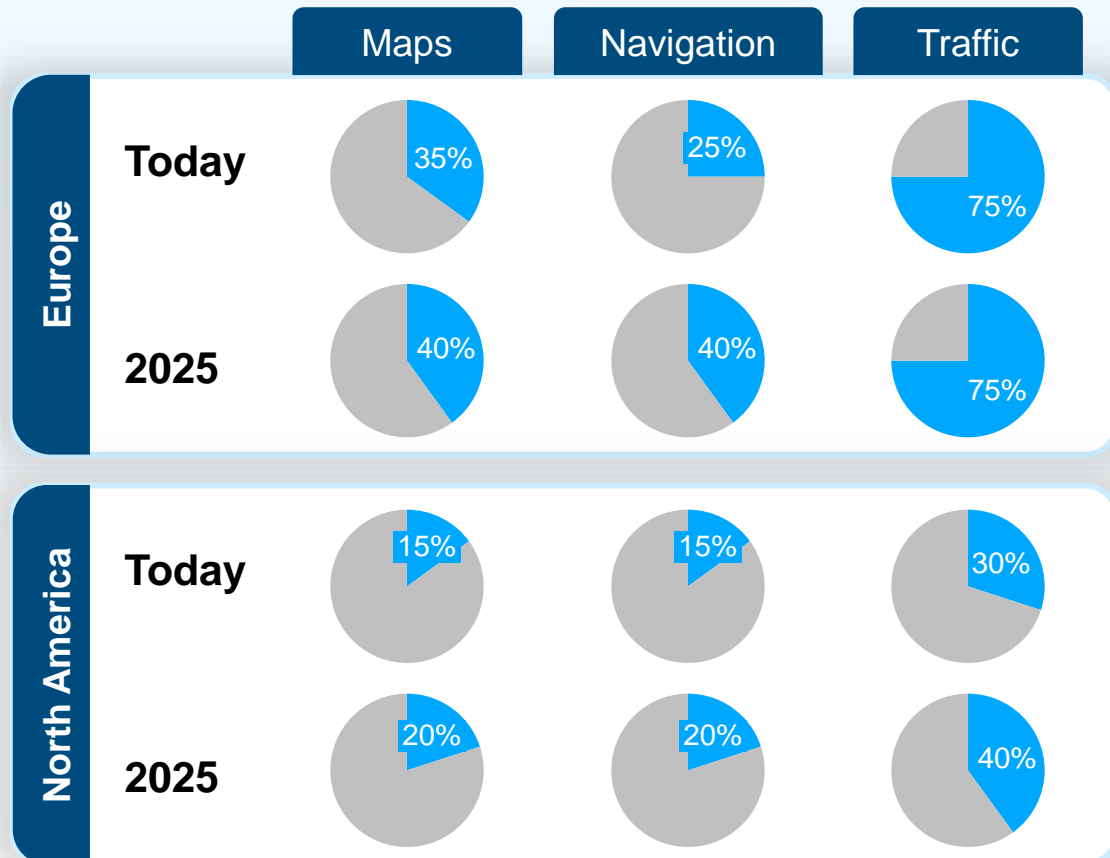 Maps Navigation Traffic
Europe
Today 35% 25% 75%
2025 40% 40% 75%
North America
Today 15% 15% 30%
2025 20% 20% 40%